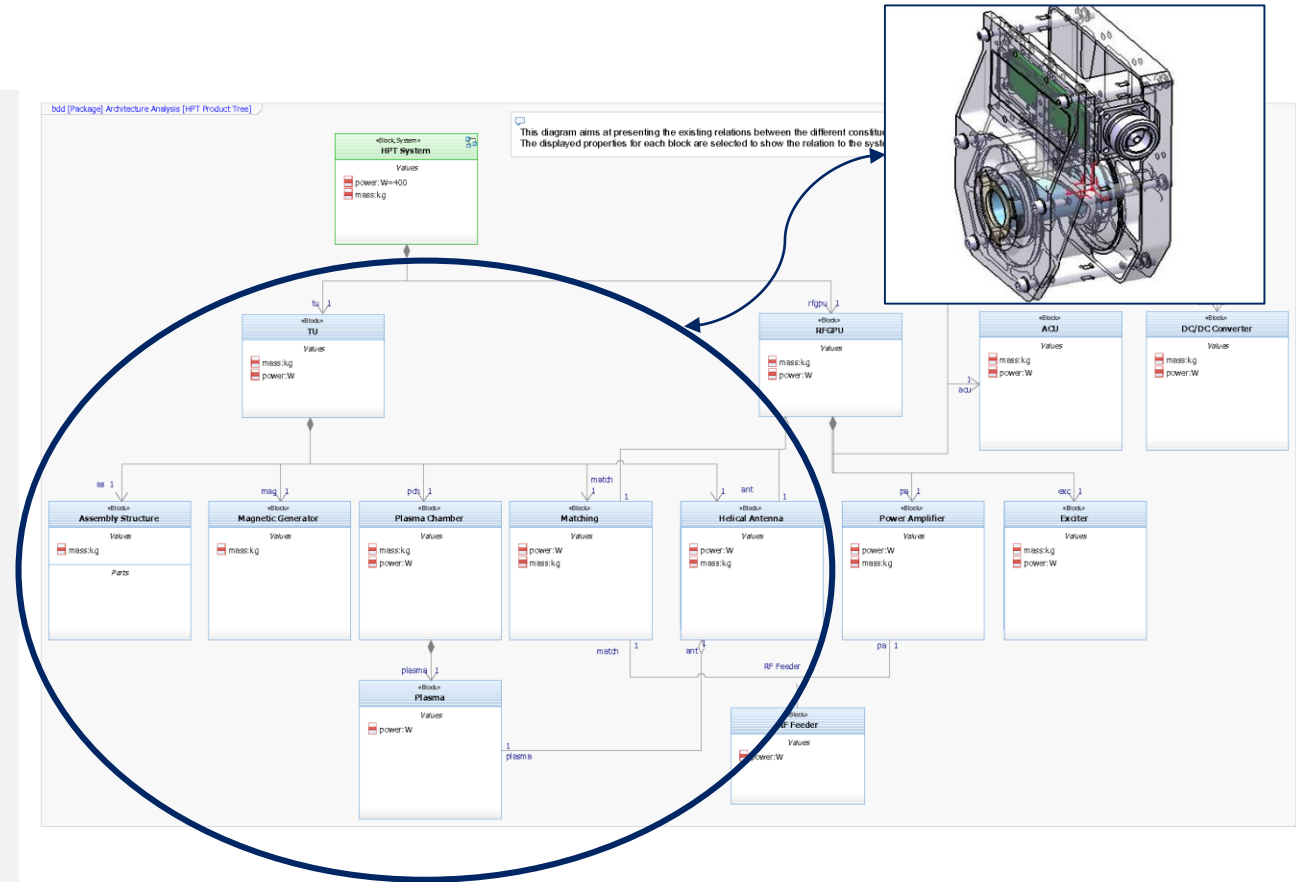 bdd [Package] Architecture Analysis [HPT Product Tree]
This diagram aims at presenting the existing relations between the different
The displayed properties for each block are selected to show the relation to the
«Block, System»
HPT System
Values
power:W=400
mass:kg
tu 1
rfgpu 1
«Block»
TU
Values
mass:kg
power:W
«Block»
RFGPU
Values
mass:kg
power:W
«Block»
ACU
Values
mass:kg
power:W
«Block»
DC/DC Converter
Values
mass:kg
power:W
1
acu
as 1
mag 1
pch 1
match
1
1
1
ant
1
pa 1
exc 1
«Block»
Assembly Structure
Values
mass:kg
Parts
«Block»
Magnetic Generator
Values
mass:kg
«Block»
Plasma Chamber
Values
mass:kg
power:W
«Block»
Matching
Values
power:W
mass:kg
«Block»
Helical Antenna
Values
power:W
mass:kg
«Block»
Power Amplifier
Values
power:W
mass:kg
«Block»
Exciter
Values
mass:kg
power:W
match 1
ant 1
pa 1
RF Feeder
plasma 1
«Block»
Plasma
Values
power:W
1
plasma
«Block»
RF Feeder
Values
power:W